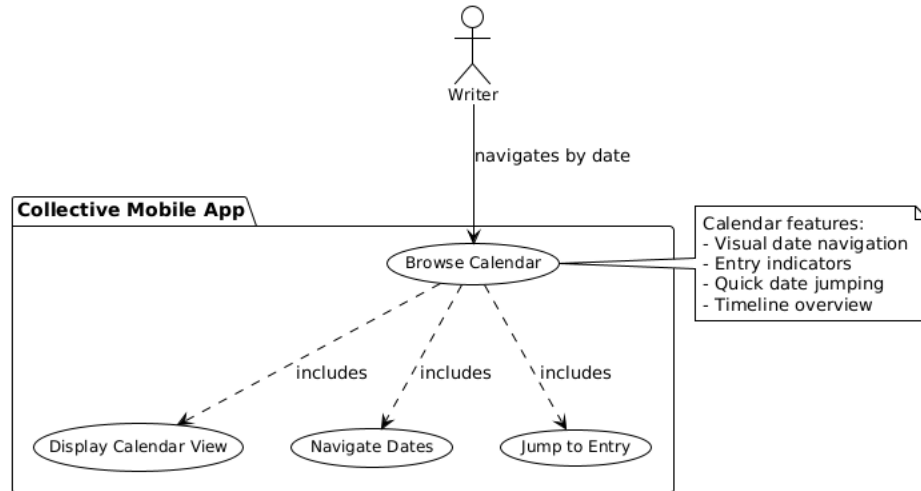 Writer
navigates by date
Collective Mobile App
Calendar features:
- Visual date navigation
- Entry indicators
- Quick date jumping
- Timeline overview
Browse Calendar
includes
includes
includes
Display Calendar View
Navigate Dates
Jump to Entry